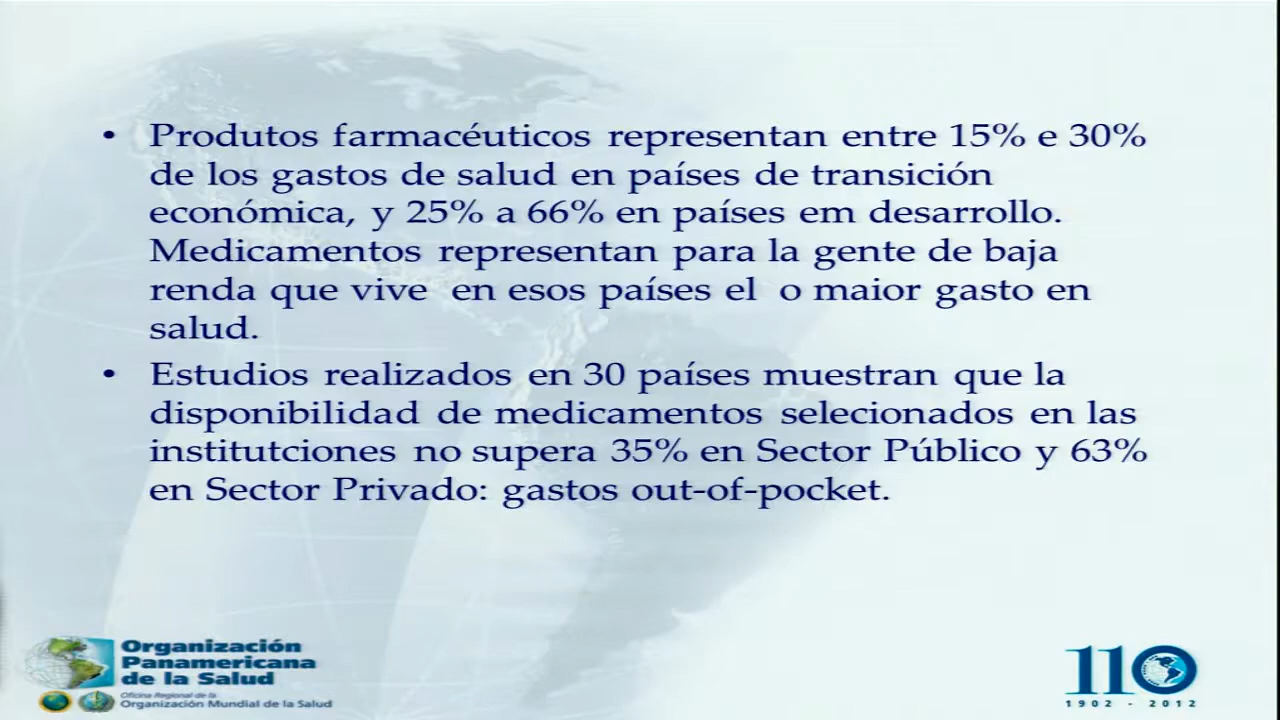 • Produtos farmacéuticos representan entre 15% e 30%
de los gastos de salud en países de transición
económica, y 25% a 66% en países em desarrollo.
Medicamentos representan para la gente de baja
renda que vive en esos países el o maior gasto en
salud.
• Estudios realizados en 30 países muestran que la
disponibilidad de medicamentos selecionados en las
institutciones no supera 35% en Sector Público y 63%
en Sector Privado: gastos out-of-pocket.
Organización
Panamericana
de la Salud
Oficina Regional de la
Organización Mundial de la Salud
110
1902 - 2012